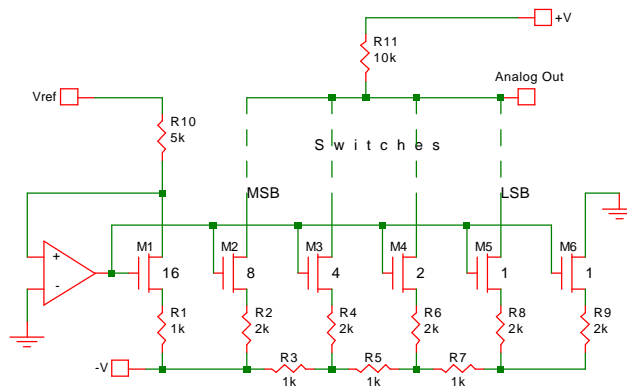 +V
R11
10k
Analog Out
Vref
R10
5k
Switches
MSB
LSB
M1
16
M2
8
M3
4
M4
2
M5
1
M6
1
+
-
R1
1k
R2
2k
R4
2k
R6
2k
R8
2k
R9
2k
-V
R3
1k
R5
1k
R7
1k